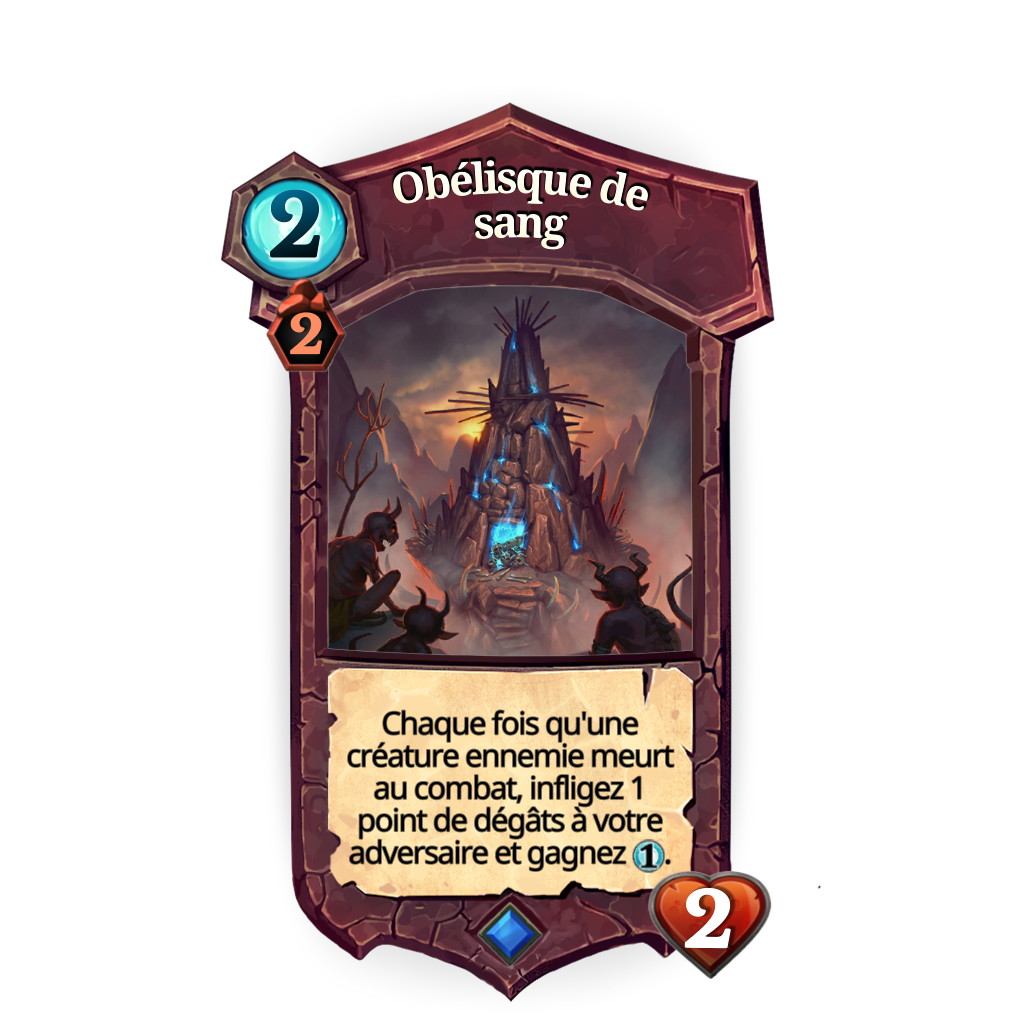 Obélisque de
sang
2
2
Chaque fois qu'une
créature ennemie meurt
au combat, infligez 1
point de dégâts à votre
adversaire et gagnez 1.
2